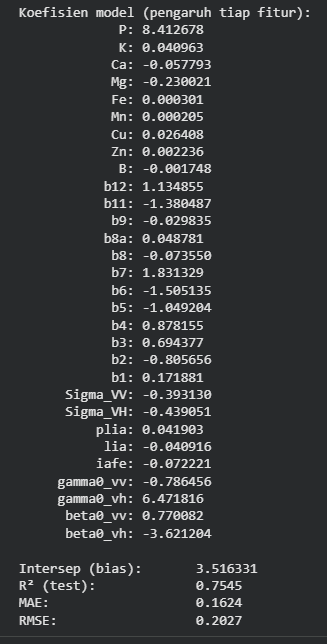 Koefisien model (pengaruh tiap fitur):
P: 8.412678
K: 0.040963
Ca: -0.057793
Mg: -0.230021
Fe: 0.000301
Mn: 0.000205
Cu: 0.026408
Zn: 0.002236
B: -0.001748
b12: 1.134855
b11: -1.380487
b9: -0.029835
b8a: 0.048781
b8: -0.073550
b7: 1.831329
b6: -1.505135
b5: -1.049204
b4: 0.878155
b3: 0.694377
b2: -0.805656
b1: 0.171881
Sigma_VV: -0.393130
Sigma_VH: -0.439051
plia: 0.041903
lia: -0.040916
iafe: -0.072221
gamma0_vv: -0.786456
gamma0_vh: 6.471816
beta0_vv: 0.770082
beta0_vh: -3.621204
Intersep (bias): 3.516331
R² (test): 0.7545
MAE: 0.1624
RMSE: 0.2027